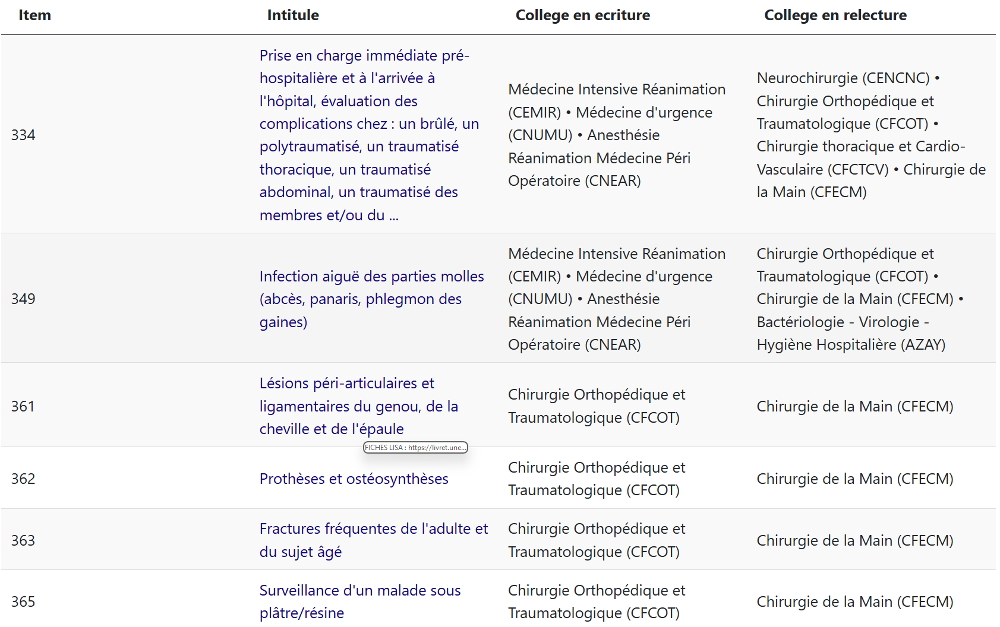 Item Intitule College en ecriture College en relecture
334
Prise en charge immédiate pré-
hospitalière et à l'arrivée à
l'hôpital, évaluation des
complications chez : un brûlé, un
polytraumatisé, un traumatisé
thoracique, un traumatisé
abdominal, un traumatisé des
membres et/ou du ...
Médecine Intensive Réanimation
(CEMIR) • Médecine d'urgence
(CNUMU) • Anesthésie
Réanimation Médecine Péri
Opératoire (CNEAR)
Neurochirurgie (CENCNC) •
Chirurgie Orthopédique et
Traumatologique (CFCOT) •
Chirurgie thoracique et Cardio-
Vasculaire (CFCTCV) • Chirurgie de
la Main (CFECM)
349
Infection aiguë des parties molles
(abcès, panaris, phlegmon des
gaines)
Médecine Intensive Réanimation
(CEMIR) • Médecine d'urgence
(CNUMU) • Anesthésie
Réanimation Médecine Péri
Opératoire (CNEAR)
Chirurgie Orthopédique et
Traumatologique (CFCOT) •
Chirurgie de la Main (CFECM) •
Bactériologie - Virologie -
Hygiène Hospitalière (AZAY)
361
Lésions péri-articulaires et
ligamentaires du genou, de la
cheville et de l'épaule
Chirurgie Orthopédique et
Traumatologique (CFCOT)
Chirurgie de la Main (CFECM)
FICHES LISA : https://livret.une...
362
Prothèses et ostéosynthèses
Chirurgie Orthopédique et
Traumatologique (CFCOT)
Chirurgie de la Main (CFECM)
363
Fractures fréquentes de l'adulte et
du sujet âgé
Chirurgie Orthopédique et
Traumatologique (CFCOT)
Chirurgie de la Main (CFECM)
365
Surveillance d'un malade sous
plâtre/résine
Chirurgie Orthopédique et
Traumatologique (CFCOT)
Chirurgie de la Main (CFECM)